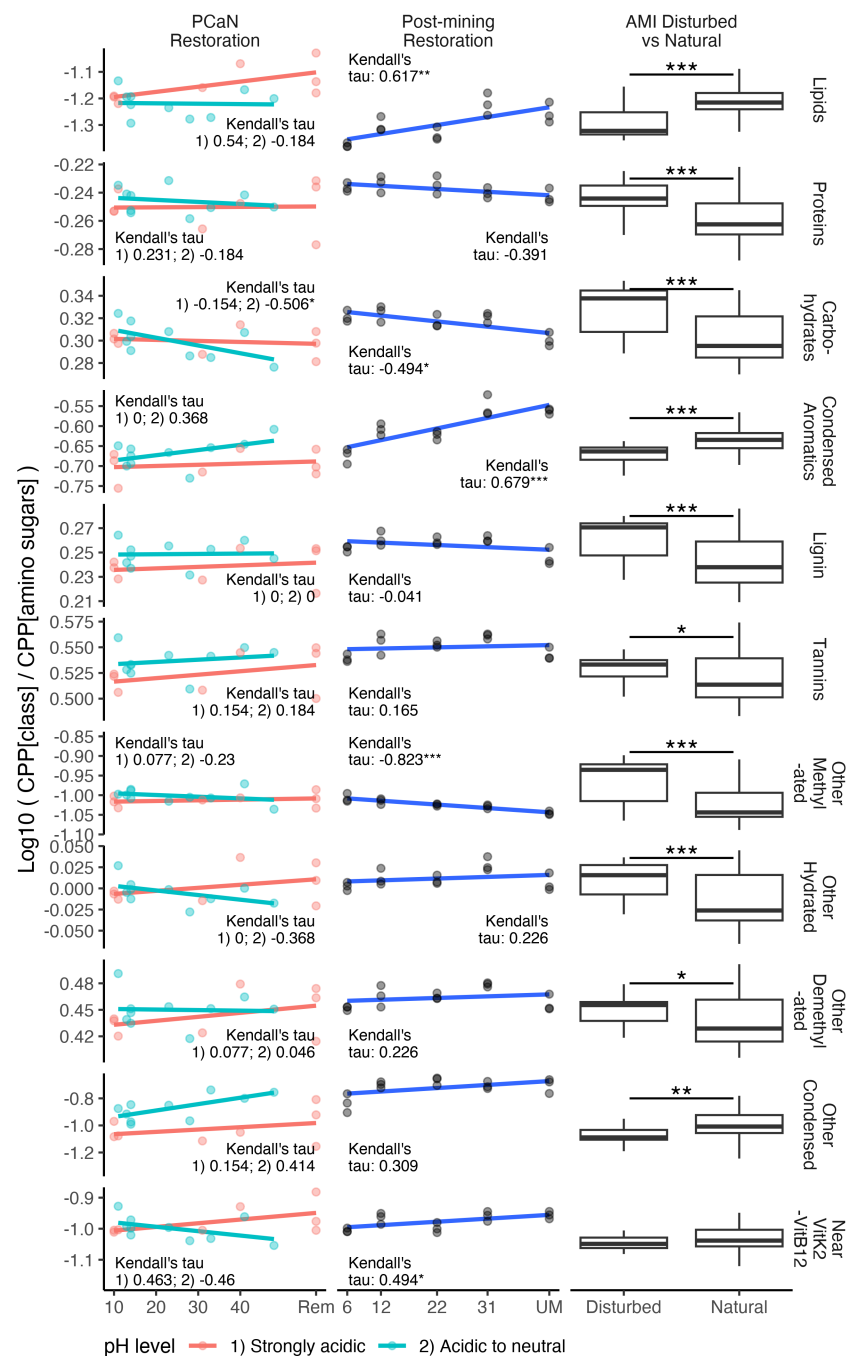 PCaN
Restoration
Post-mining
Restoration
AMI Disturbed
vs Natural
Log10 ( CPP[class] / CPP[amino sugars] )
-1.1
-1.2
-1.3
Kendall's tau
1) 0.54; 2) -0.184
Kendall's
tau: 0.617**
***
Lipids
-0.22
-0.24
-0.26
-0.28
Kendall's tau
1) 0.231; 2) -0.184
Kendall's
tau: -0.391
***
Proteins
0.34
0.32
0.30
0.28
Kendall's tau
1) -0.154; 2) -0.506*
Kendall's
tau: -0.494*
***
Carbo-
hydrates
-0.55
-0.60
-0.65
-0.70
-0.75
Kendall's tau
1) 0; 2) 0.368
Kendall's
tau: 0.679***
***
Condensed
Aromatics
0.27
0.25
0.23
0.21
Kendall's tau
1) 0; 2) 0
Kendall's
tau: -0.041
***
Lignin
0.575
0.550
0.525
0.500
Kendall's tau
1) 0.154; 2) 0.184
Kendall's
tau: 0.165
*
Tannins
-0.85
-0.90
-0.95
-1.00
-1.05
-1.10
Kendall's tau
1) 0.077; 2) -0.23
Kendall's
tau: -0.823***
***
Other
Methyl
-ated
0.050
0.025
0.000
-0.025
-0.050
Kendall's tau
1) 0; 2) -0.368
Kendall's
tau: 0.226
***
Other
Hydrated
0.48
0.45
0.42
Kendall's tau
1) 0.077; 2) 0.046
Kendall's
tau: 0.226
*
Other
Demethyl
-ated
-0.8
-1.0
-1.2
Kendall's tau
1) 0.154; 2) 0.414
Kendall's
tau: 0.309
**
Other
Condensed
-0.9
-1.0
-1.1
Kendall's tau
1) 0.463; 2) -0.46
Kendall's
tau: 0.494*
Near
VitK2
-VitB12
10 20 30 40 Rem
6 12 22 31 UM
Disturbed Natural
pH level 1) Strongly acidic 2) Acidic to neutral